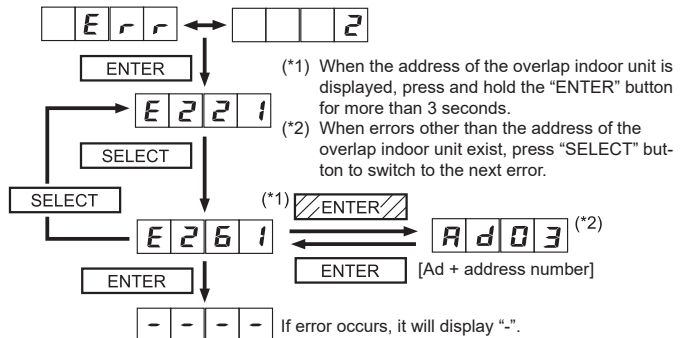 Err 2
ENTER
(*1) When the address of the overlap indoor unit is
displayed, press and hold the “ENTER” button
for more than 3 seconds.
E221
(*2) When errors other than the address of the
overlap indoor unit exist, press “SELECT” but-
ton to switch to the next error.
SELECT
SELECT
(*1) ENTER
E261
Ad03 (*2)
ENTER
[Ad + address number]
ENTER
- - - - If error occurs, it will display “-”.